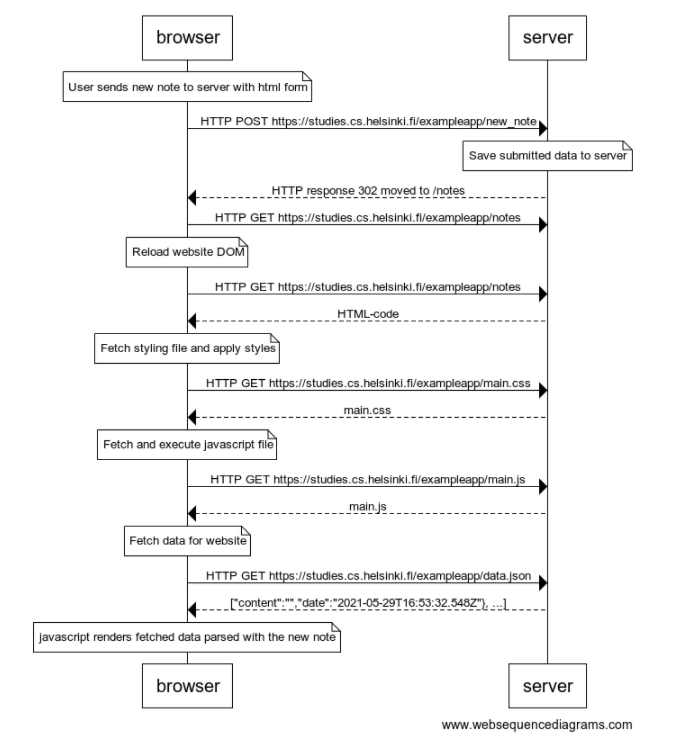 browser server
User sends new note to server with html form
HTTP POST https://studies.cs.helsinki.fi/exampleapp/new_note
Save submitted data to server
HTTP response 302 moved to /notes
HTTP GET https://studies.cs.helsinki.fi/exampleapp/notes
Reload website DOM
HTTP GET https://studies.cs.helsinki.fi/exampleapp/notes
HTML-code
Fetch styling file and apply styles
HTTP GET https://studies.cs.helsinki.fi/exampleapp/main.css
main.css
Fetch and execute javascript file
HTTP GET https://studies.cs.helsinki.fi/exampleapp/main.js
main.js
Fetch data for website
HTTP GET https://studies.cs.helsinki.fi/exampleapp/data.json
["content":"","date":"2021-05-29T16:53:32.548Z"}, ...]
javascript renders fetched data parsed with the new note
browser server
www.websequencediagrams.com